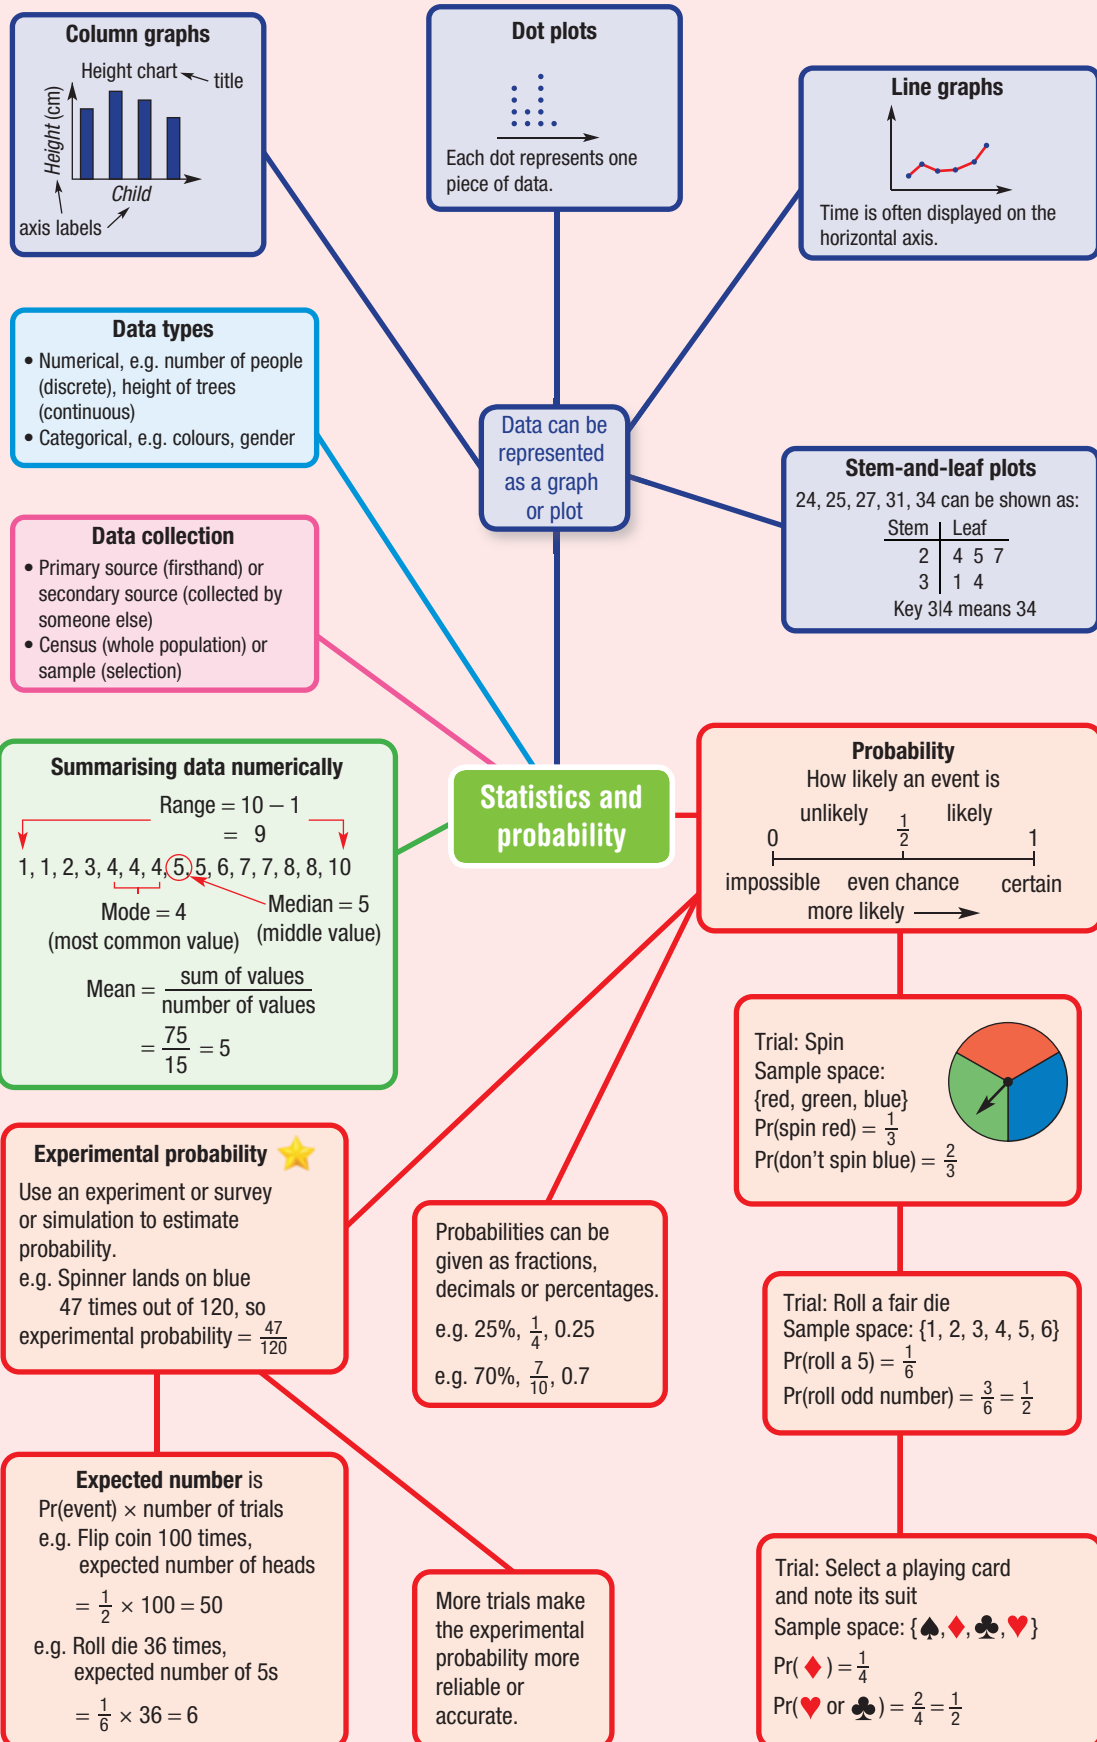 Column graphs
Height chart
title
Height (cm)
Child
axis labels
Dot plots
Each dot represents one
piece of data.
Line graphs
Time is often displayed on the
horizontal axis.
Data types
• Numerical, e.g. number of people
(discrete), height of trees
(continuous)
• Categorical, e.g. colours, gender
Data can be
represented
as a graph
or plot
Stem-and-leaf plots
24, 25, 27, 31, 34 can be shown as:
Stem | Leaf
2 | 4 5 7
3 | 1 4
Key 3|4 means 34
Data collection
• Primary source (firsthand) or
secondary source (collected by
someone else)
• Census (whole population) or
sample (selection)
Statistics and
probability
Summarising data numerically
Range = 10 − 1
= 9
1, 1, 2, 3, 4, 4, 4, 5, 5, 6, 7, 7, 8, 8, 10
Mode = 4
(most common value)
Median = 5
(middle value)
Mean = sum of values / number of values
= 75/15 = 5
Probability
How likely an event is
unlikely likely
0 1/2 1
impossible even chance certain
more likely
Trial: Spin
Sample space:
{red, green, blue}
Pr(spin red) = 1/3
Pr(don't spin blue) = 2/3
Experimental probability
Use an experiment or survey
or simulation to estimate
probability.
e.g. Spinner lands on blue
47 times out of 120, so
experimental probability = 47/120
Probabilities can be
given as fractions,
decimals or percentages.
e.g. 25%, 1/4, 0.25
e.g. 70%, 7/10, 0.7
Trial: Roll a fair die
Sample space: {1, 2, 3, 4, 5, 6}
Pr(roll a 5) = 1/6
Pr(roll odd number) = 3/6 = 1/2
Expected number is
Pr(event) × number of trials
e.g. Flip coin 100 times,
expected number of heads
= 1/2 × 100 = 50
e.g. Roll die 36 times,
expected number of 5s
= 1/6 × 36 = 6
More trials make
the experimental
probability more
reliable or
accurate.
Trial: Select a playing card
and note its suit
Sample space: {♠, ♦, ♣, ♥}
Pr( ♦ ) = 1/4
Pr(♥ or ♣) = 2/4 = 1/2